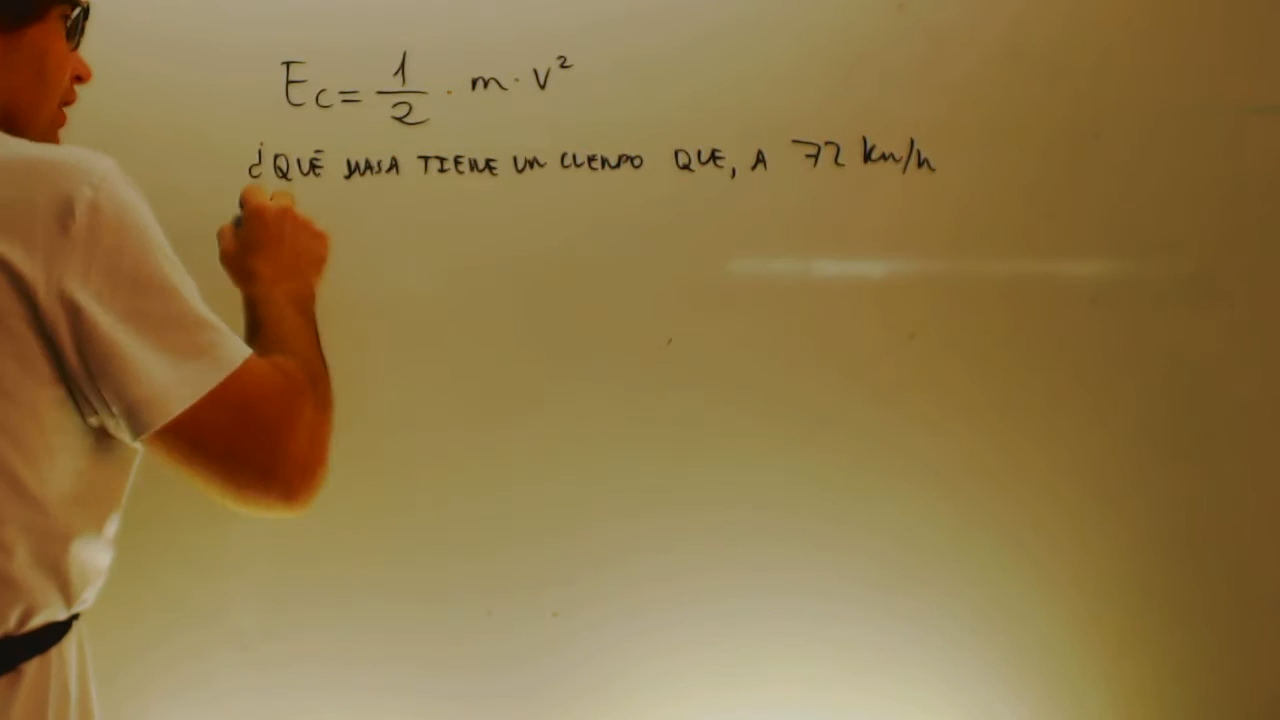 Ec = 1/2 · m · v²
¿QUÉ MASA TIENE UN CUERPO QUE, A 72 km/h